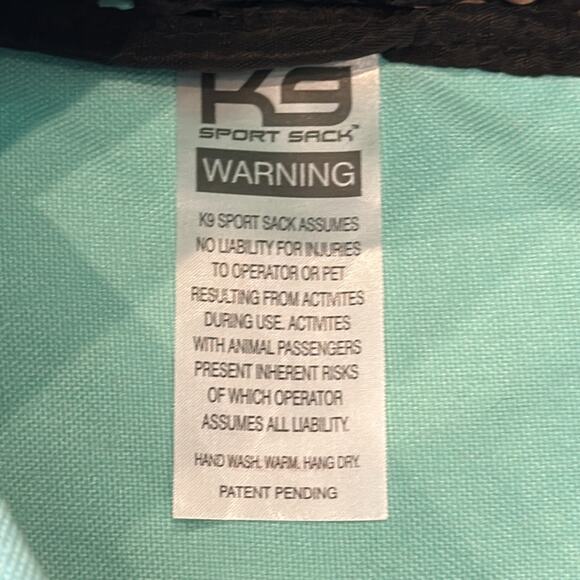 K9
SPORT SACK™
WARNING
K9 SPORT SACK ASSUMES
NO LIABILITY FOR INJURIES
TO OPERATOR OR PET
RESULTING FROM ACTIVITES
DURING USE. ACTIVITES
WITH ANIMAL PASSENGERS
PRESENT INHERENT RISKS
OF WHICH OPERATOR
ASSUMES ALL LIABILITY.
HAND WASH. WARM. HANG DRY.
PATENT PENDING